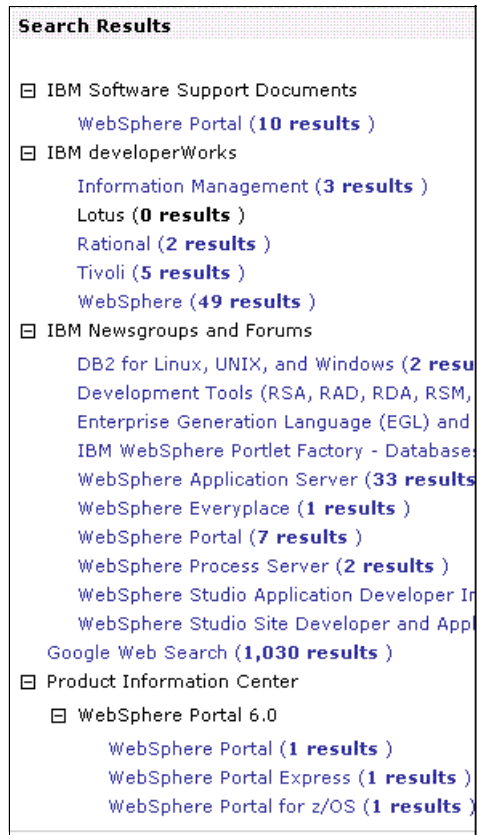 Search Results
IBM Software Support Documents
WebSphere Portal (10 results )
IBM developerWorks
Information Management (3 results )
Lotus (0 results )
Rational (2 results )
Tivoli (5 results )
WebSphere (49 results )
IBM Newsgroups and Forums
DB2 for Linux, UNIX, and Windows (2 resu
Development Tools (RSA, RAD, RDA, RSM,
Enterprise Generation Language (EGL) and
IBM WebSphere Portlet Factory - Databases
WebSphere Application Server (33 results
WebSphere Everyplace (1 results )
WebSphere Portal (7 results )
WebSphere Process Server (2 results )
WebSphere Studio Application Developer In
WebSphere Studio Site Developer and Appl
Google Web Search (1,030 results )
Product Information Center
WebSphere Portal 6.0
WebSphere Portal (1 results )
WebSphere Portal Express (1 results )
WebSphere Portal for z/OS (1 results )